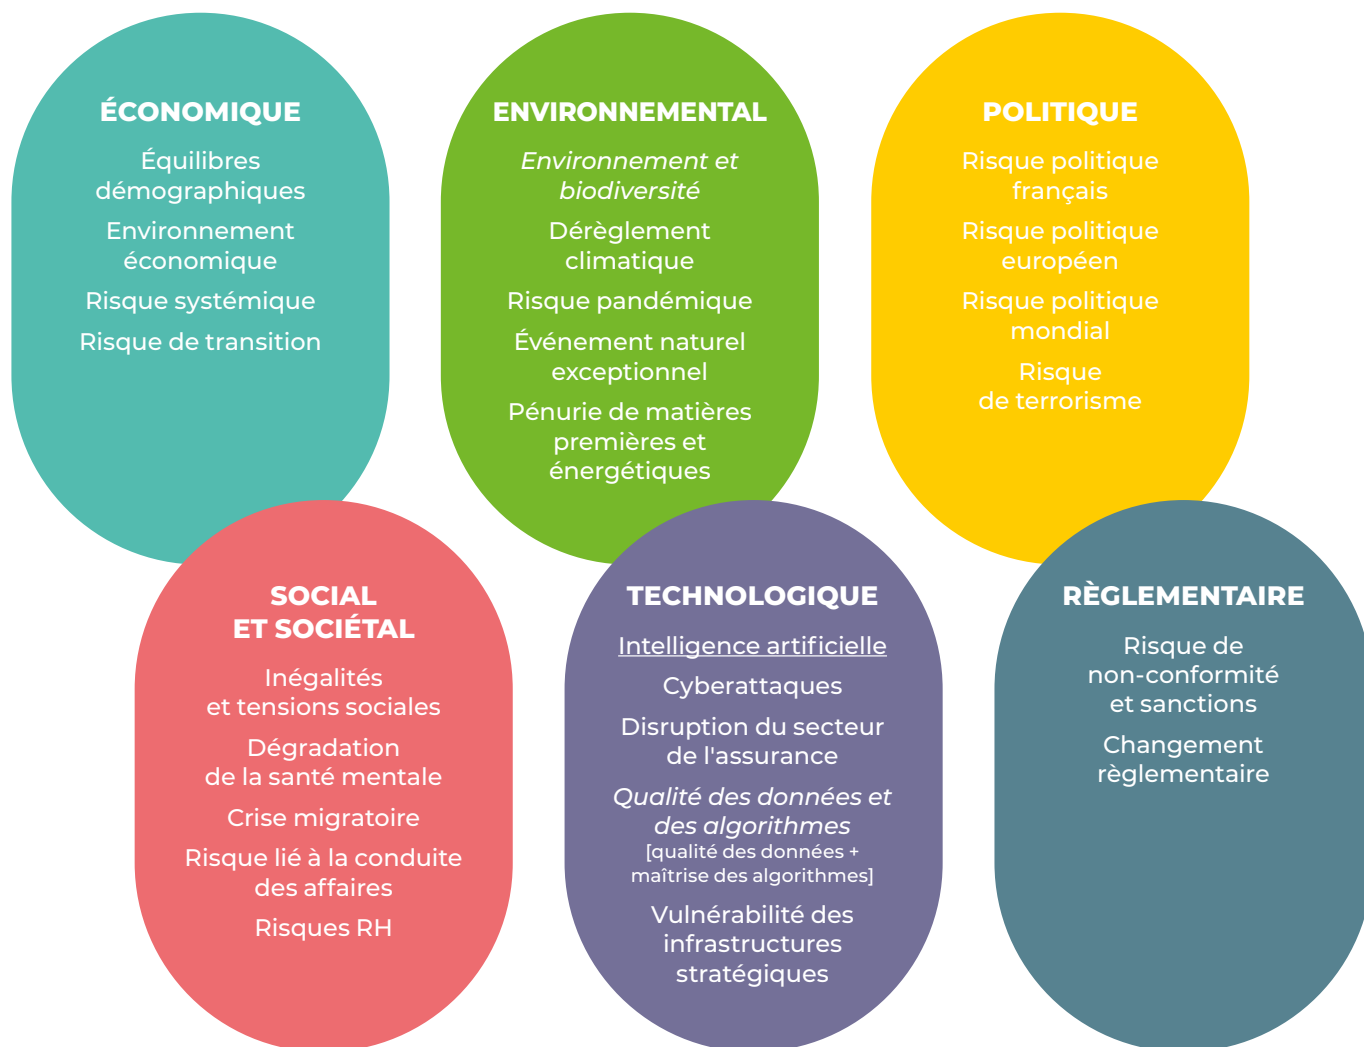 ÉCONOMIQUE
Équilibres
démographiques
Environnement
économique
Risque systémique
Risque de transition
ENVIRONNEMENTAL
Environnement et
biodiversité
Dérèglement
climatique
Risque pandémique
Événement naturel
exceptionnel
Pénurie de matières
premières et
énergétiques
POLITIQUE
Risque politique
français
Risque politique
européen
Risque politique
mondial
Risque
de terrorisme
SOCIAL
ET SOCIÉTAL
Inégalités
et tensions sociales
Dégradation
de la santé mentale
Crise migratoire
Risque lié à la conduite
des affaires
Risques RH
TECHNOLOGIQUE
Intelligence artificielle
Cyberattaques
Disruption du secteur
de l'assurance
Qualité des données et
des algorithmes
[qualité des données +
maîtrise des algorithmes]
Vulnérabilité des
infrastructures
stratégiques
RÈGLEMENTAIRE
Risque de
non-conformité
et sanctions
Changement
règlementaire